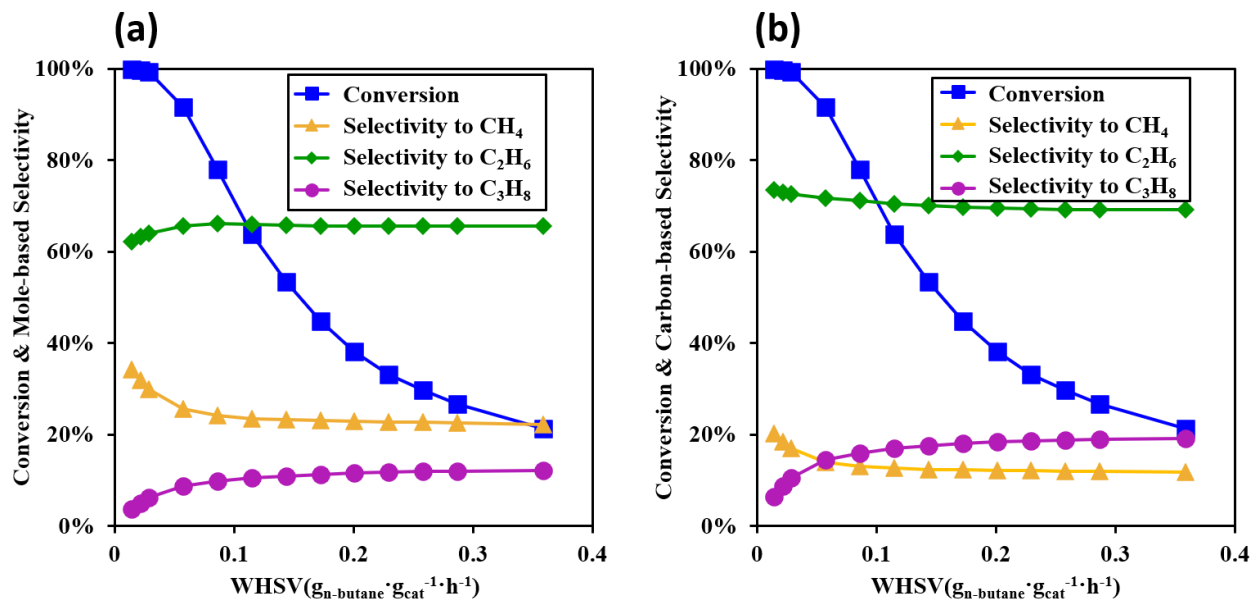 (a)
Conversion & Mole-based Selectivity
100%
80%
60%
40%
20%
0%
Conversion
Selectivity to CH₄
Selectivity to C₂H₆
Selectivity to C₃H₈
0
0.1
0.2
0.3
0.4
WHSV(gₙ₋butane·gcat⁻¹·h⁻¹)
(b)
Conversion & Carbon-based Selectivity
100%
80%
60%
40%
20%
0%
Conversion
Selectivity to CH₄
Selectivity to C₂H₆
Selectivity to C₃H₈
0
0.1
0.2
0.3
0.4
WHSV(gₙ₋butane·gcat⁻¹·h⁻¹)